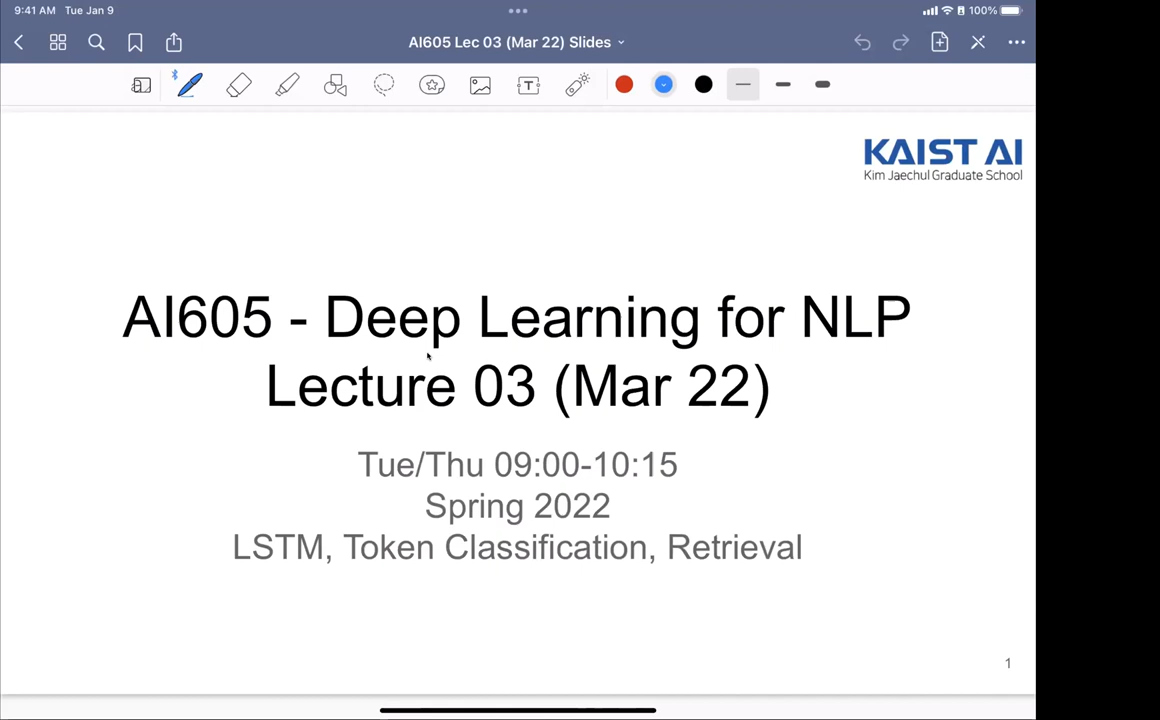 9:41 AM Tue Jan 9
100%
AI605 Lec 03 (Mar 22) Slides
T
KAIST AI
Kim Jaechul Graduate School
AI605 - Deep Learning for NLP
Lecture 03 (Mar 22)
Tue/Thu 09:00-10:15
Spring 2022
LSTM, Token Classification, Retrieval
1